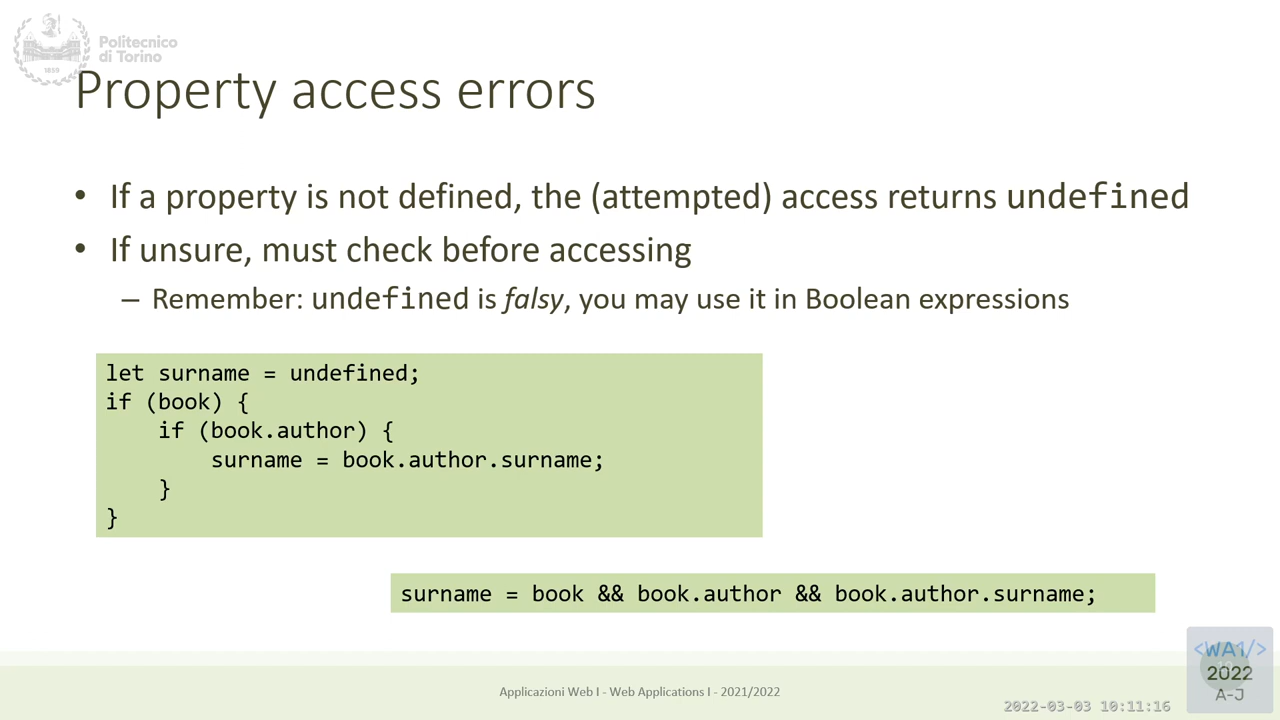 Politecnico
di Torino
1859
Property access errors
• If a property is not defined, the (attempted) access returns undefined
• If unsure, must check before accessing
– Remember: undefined is falsy, you may use it in Boolean expressions
let surname = undefined;
if (book) {
    if (book.author) {
        surname = book.author.surname;
    }
}
surname = book && book.author && book.author.surname;
Applicazioni Web I - Web Applications I - 2021/2022
<WA1/>
2022
A-J
2022-03-03 10:11:16